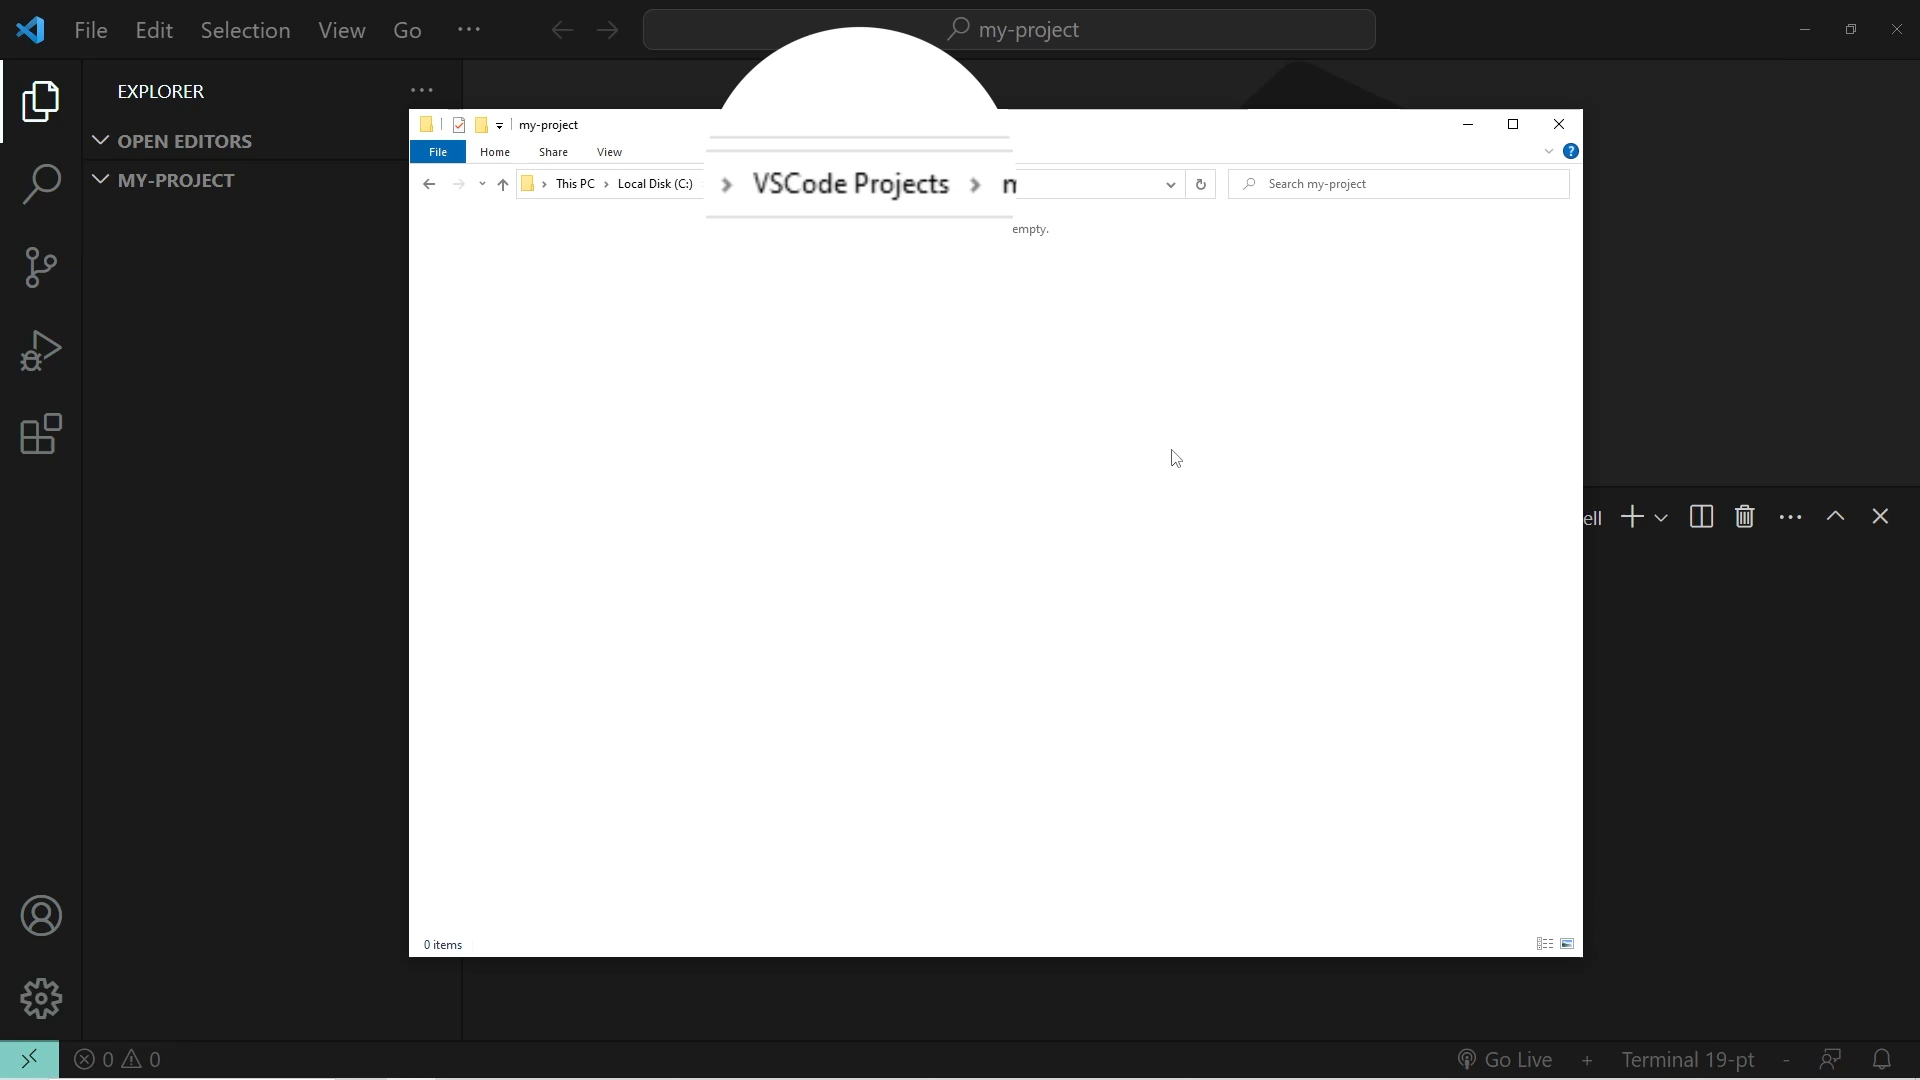 File Edit Selection View Go
my-project
EXPLORER
OPEN EDITORS
MY-PROJECT
my-project
File Home Share View
This PC Local Disk (C:) VSCode Projects
Search my-project
empty.
0 items
0 0
Go Live + Terminal 19-pt -